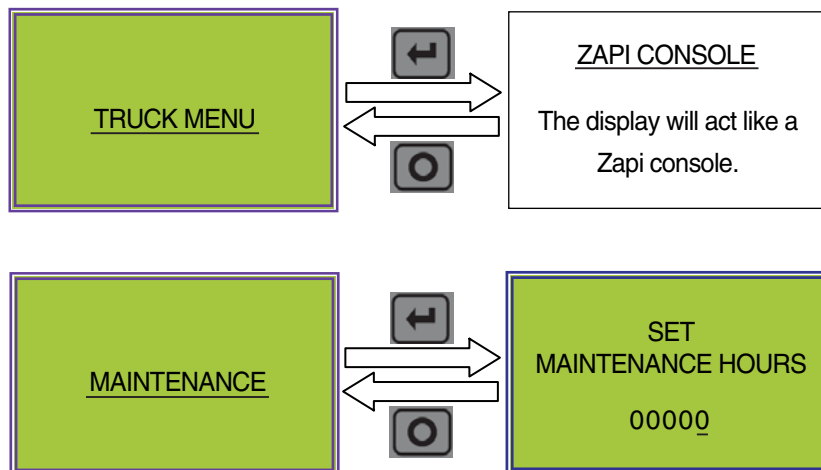 TRUCK MENU
ZAPI CONSOLE
The display will act like a
Zapi console.
MAINTENANCE
SET
MAINTENANCE HOURS
00000